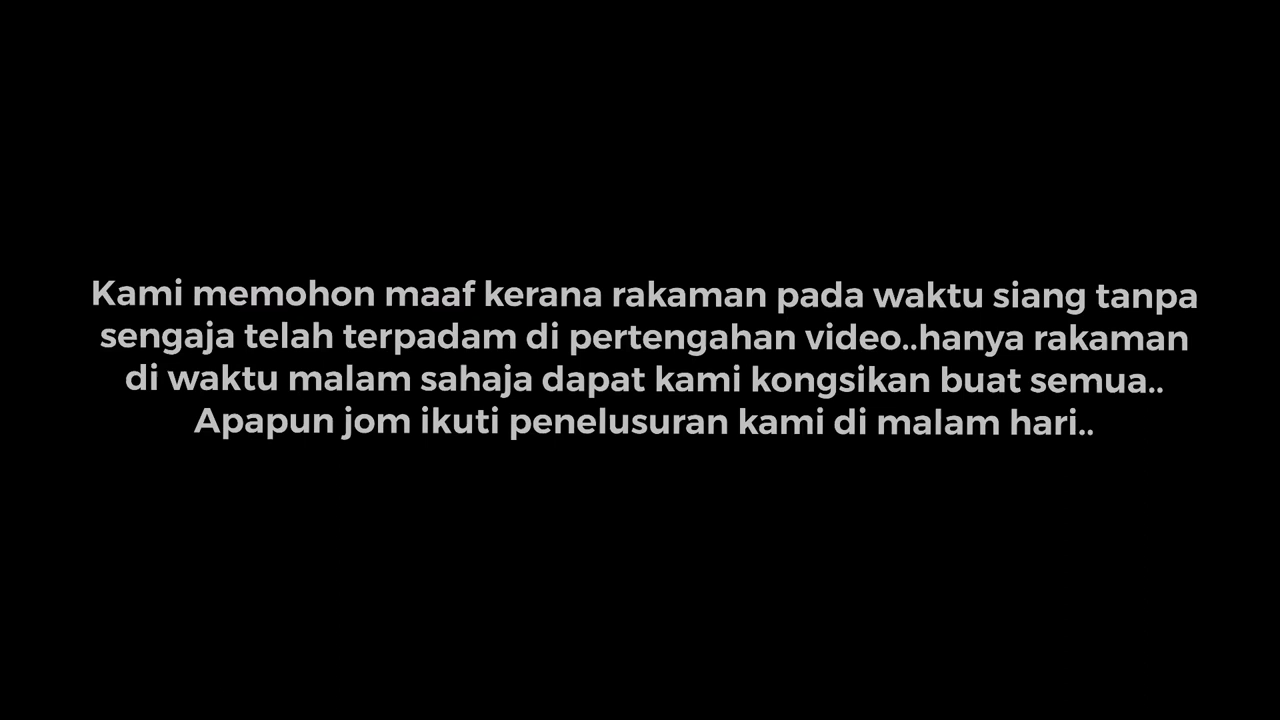 Kami memohon maaf kerana rakaman pada waktu siang tanpa
sengaja telah terpadam di pertengahan video..hanya rakaman
di waktu malam sahaja dapat kami kongsikan buat semua..
Apapun jom ikuti penelusuran kami di malam hari..